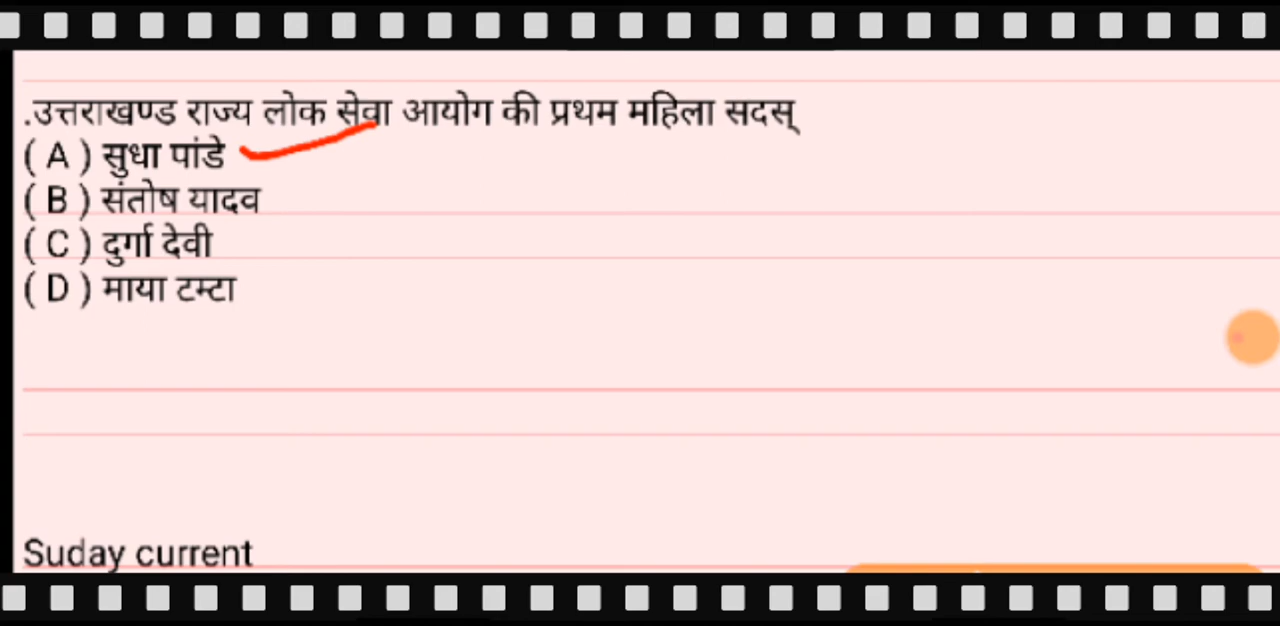 .उत्तराखण्ड राज्य लोक सेवा आयोग की प्रथम महिला सदस्
( A ) सुधा पांडे
( B ) संतोष यादव
( C ) दुर्गा देवी
( D ) माया टम्टा
Suday current